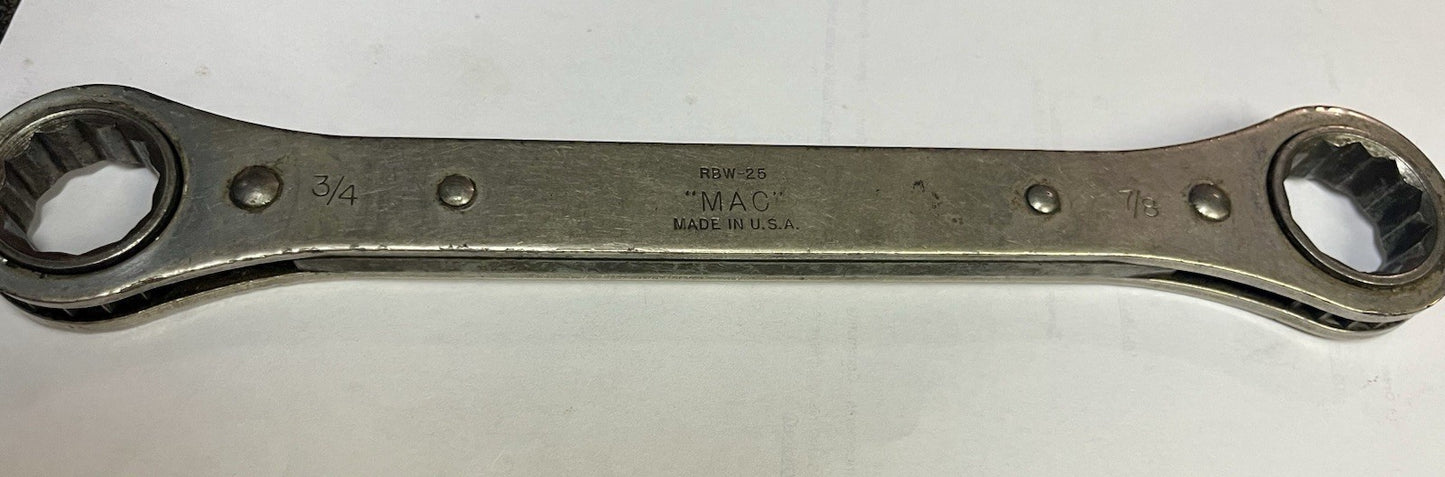 3/4
RBW-25
"MAC"
MADE IN U.S.A.
7/8